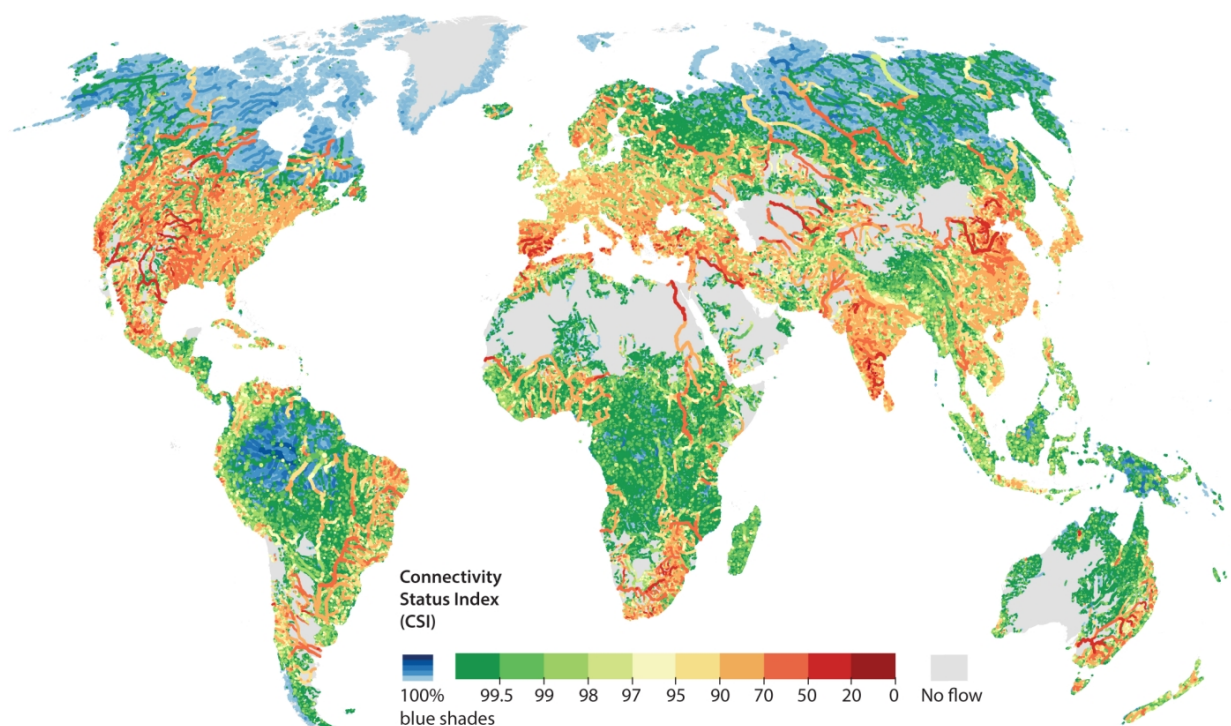 Connectivity
Status Index
(CSI)
100%
blue shades
99.5 99 98 97 95 90 70 50 20 0
No flow